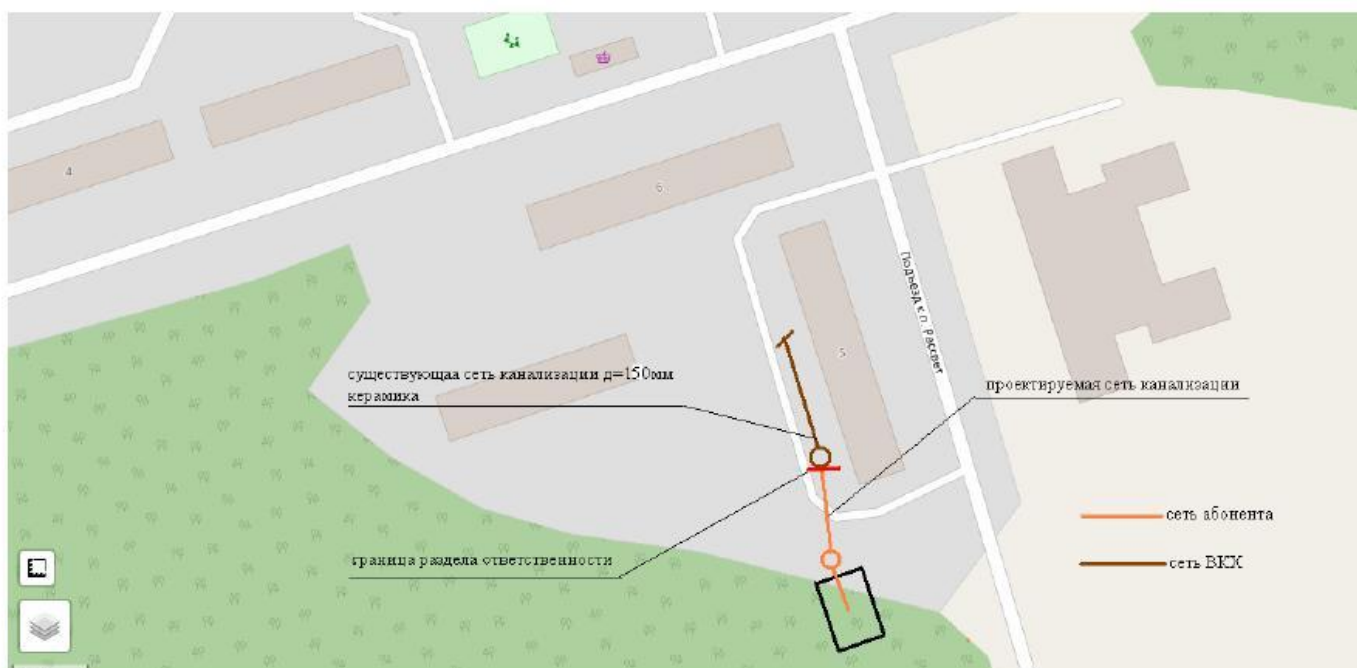 4
6
5
Подъезд к п. Рассвет
существующая сеть канализации д=150мм
керамика
проектируемая сеть канализации
граница раздела ответственности
сеть абонента
сеть ВКХ